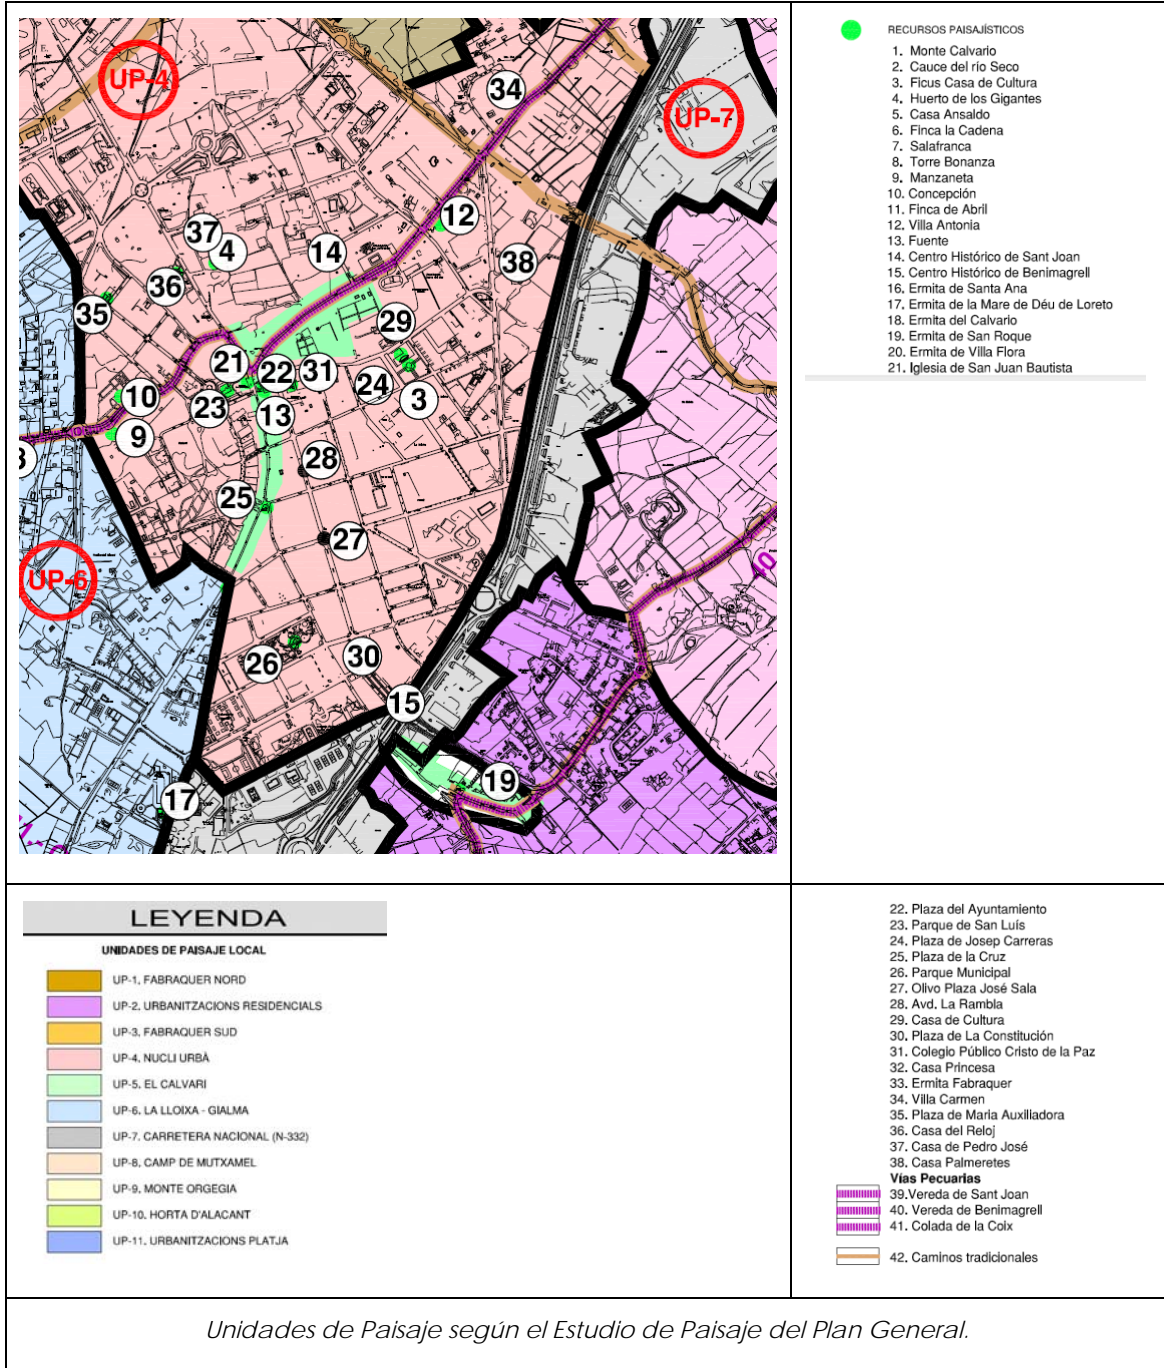 UP-4
34
UP-7
12
37
4
14
38
36
35
29
21
22
31
24
3
10
23
13
9
28
25
27
UP-6
40
26
30
15
19
17
RECURSOS PAISAJÍSTICOS
1. Monte Calvario
2. Cauce del río Seco
3. Ficus Casa de Cultura
4. Huerto de los Gigantes
5. Casa Ansaldo
6. Finca la Cadena
7. Salafranca
8. Torre Bonanza
9. Manzaneta
10. Concepción
11. Finca de Abril
12. Villa Antonia
13. Fuente
14. Centro Histórico de Sant Joan
15. Centro Histórico de Benimagrell
16. Ermita de Santa Ana
17. Ermita de la Mare de Déu de Loreto
18. Ermita del Calvario
19. Ermita de San Roque
20. Ermita de Villa Flora
21. Iglesia de San Juan Bautista
LEYENDA
UNIDADES DE PAISAJE LOCAL
UP-1. FABRAQUER NORD
UP-2. URBANITZACIONS RESIDENCIALS
UP-3. FABRAQUER SUD
UP-4. NUCLI URBÀ
UP-5. EL CALVARI
UP-6. LA LLOIXA - GIALMA
UP-7. CARRETERA NACIONAL (N-332)
UP-8. CAMP DE MUTXAMEL
UP-9. MONTE ORGEGIA
UP-10. HORTA D'ALACANT
UP-11. URBANITZACIONS PLATJA
22. Plaza del Ayuntamiento
23. Parque de San Luís
24. Plaza de Josep Carreras
25. Plaza de la Cruz
26. Parque Municipal
27. Olivo Plaza José Sala
28. Avd. La Rambla
29. Casa de Cultura
30. Plaza de La Constitución
31. Colegio Público Cristo de la Paz
32. Casa Princesa
33. Ermita Fabraquer
34. Villa Carmen
35. Plaza de Maria Auxiliadora
36. Casa del Reloj
37. Casa de Pedro José
38. Casa Palmeretes
Vías Pecuarias
39.Vereda de Sant Joan
40. Vereda de Benimagrell
41. Colada de la Coix
42. Caminos tradicionales
Unidades de Paisaje según el Estudio de Paisaje del Plan General.